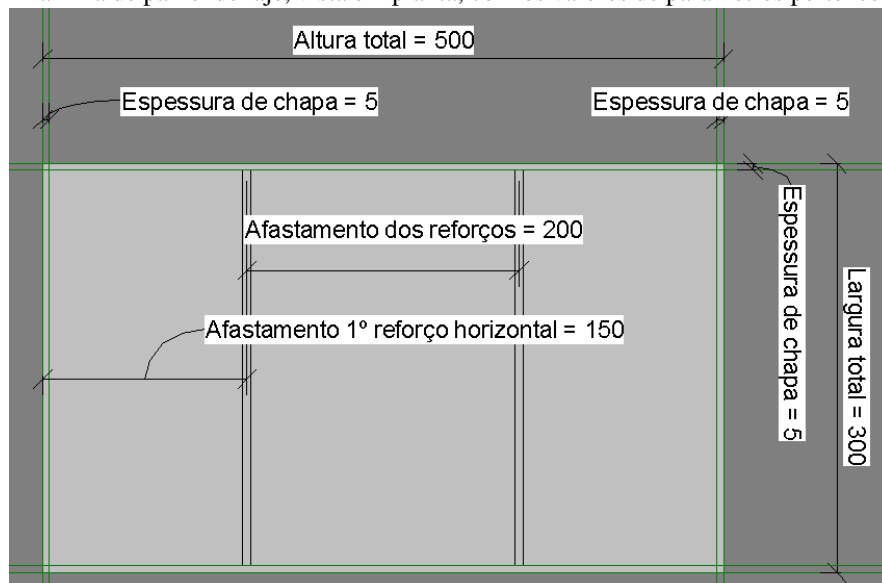 Altura total = 500
Espessura de chapa = 5
Espessura de chapa = 5
Afastamento dos reforços = 200
Afastamento 1º reforço horizontal = 150
Espessura de chapa = 5
Largura total = 300